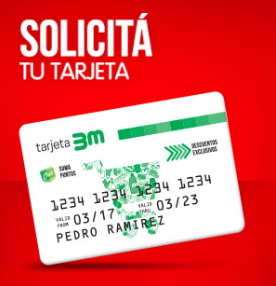 SOLICITÁ
TU TARJETA
tarjeta 3m
SUMÁ
PUNTOS
DESCUENTOS
EXCLUSIVOS
1234 1234 1234 1234
VALID
FROM 03/17 VALID
THRU 03/23
PEDRO RAMIREZ